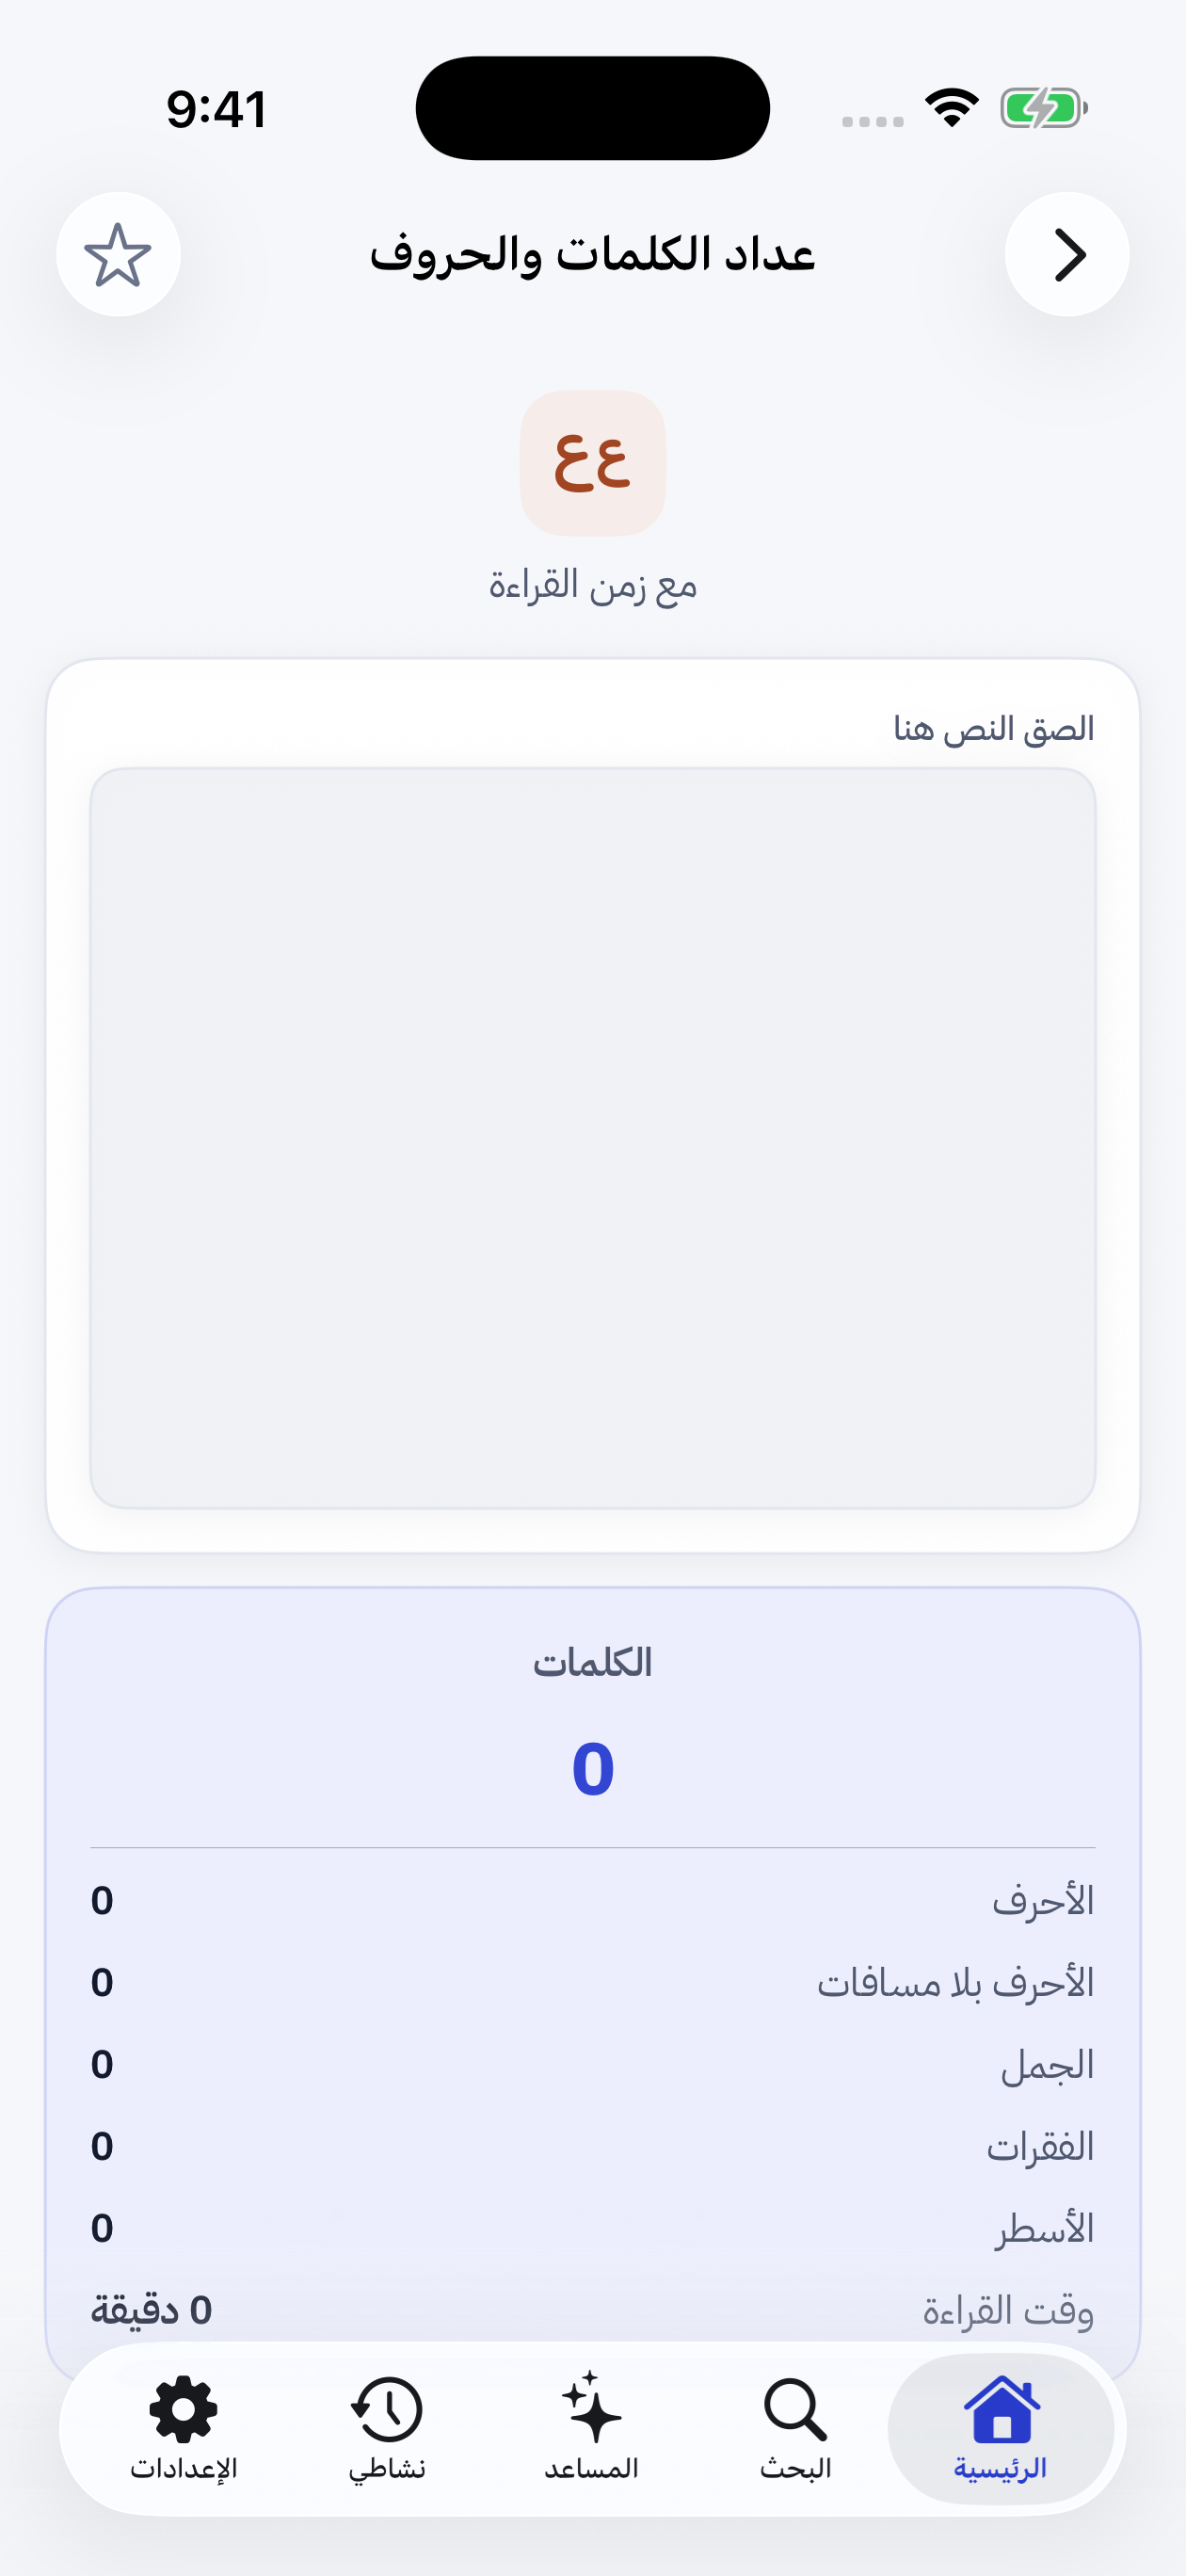 9:41
عداد الكلمات والحروف
عع
مع زمن القراءة
الصق النص هنا
الكلمات
0
الأحرف 0
الأحرف بلا مسافات 0
الجمل 0
الفقرات 0
الأسطر 0
وقت القراءة 0 دقيقة
الرئيسية البحث المساعد نشاطي الإعدادات